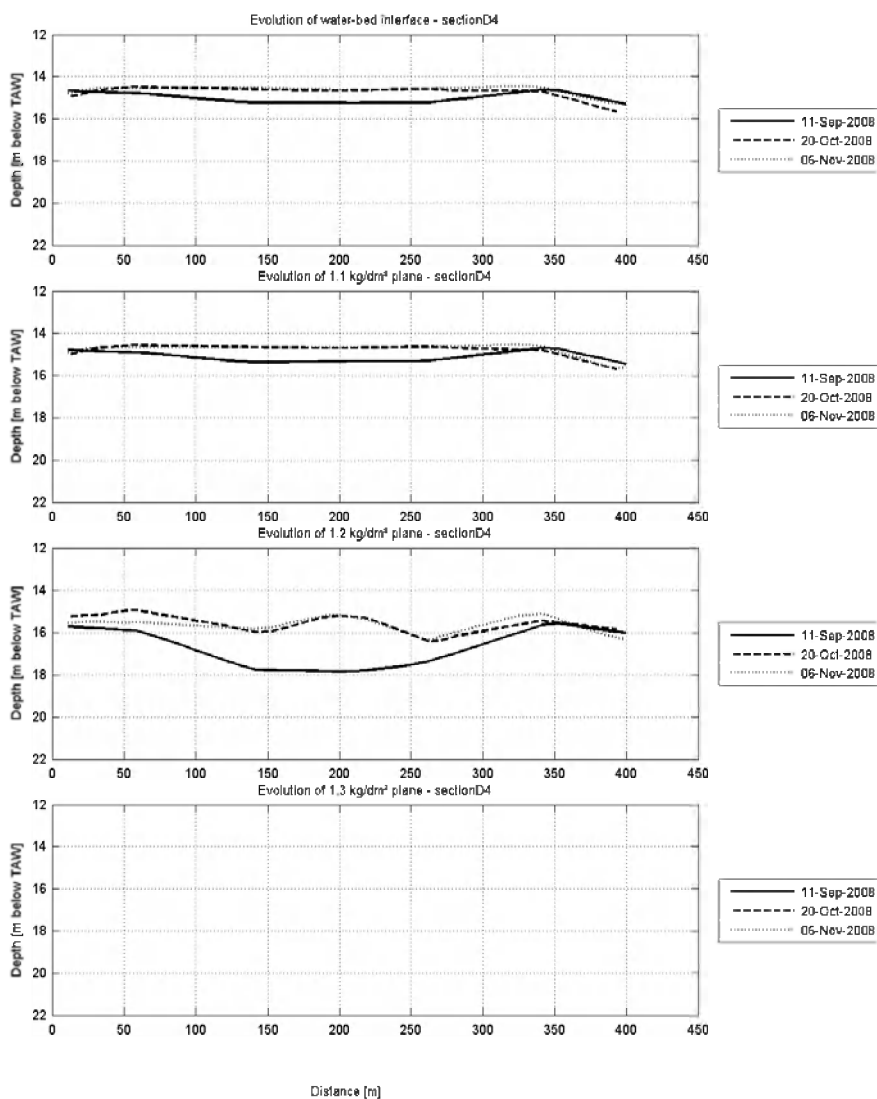 Evolution of water-bed interface - sectionD4
12
14
16
18
20
22
Depth [m below TAW]
0 50 100 150 200 250 300 350 400 450
11-Sep-2008
20-Oct-2008
06-Nov-2008
Evolution of 1.1 kg/dm³ plane - sectionD4
12
14
16
18
20
22
Depth [m below TAW]
0 50 100 150 200 250 300 350 400 450
11-Sep-2008
20-Oct-2008
06-Nov-2008
Evolution of 1.2 kg/dm³ plane - sectionD4
12
14
16
18
20
22
Depth [m below TAW]
0 50 100 150 200 250 300 350 400 450
11-Sep-2008
20-Oct-2008
06-Nov-2008
Evolution of 1.3 kg/dm³ plane - sectionD4
12
14
16
18
20
22
Depth [m below TAW]
0 50 100 150 200 250 300 350 400 450
11-Sep-2008
20-Oct-2008
06-Nov-2008
Distance [m]